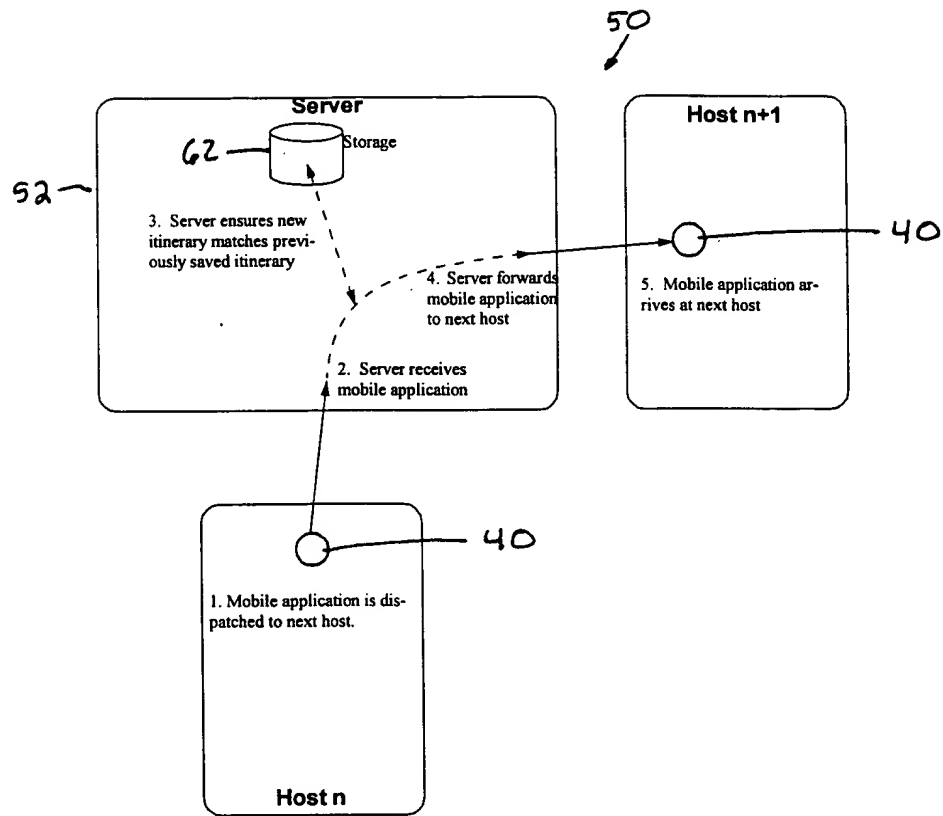 50
Server
Host n+1
62
Storage
52
3. Server ensures new
itinerary matches previ-
ously saved itinerary
40
4. Server forwards
mobile application
to next host
5. Mobile application ar-
rives at next host
2. Server receives
mobile application
40
1. Mobile application is dis-
patched to next host.
Host n